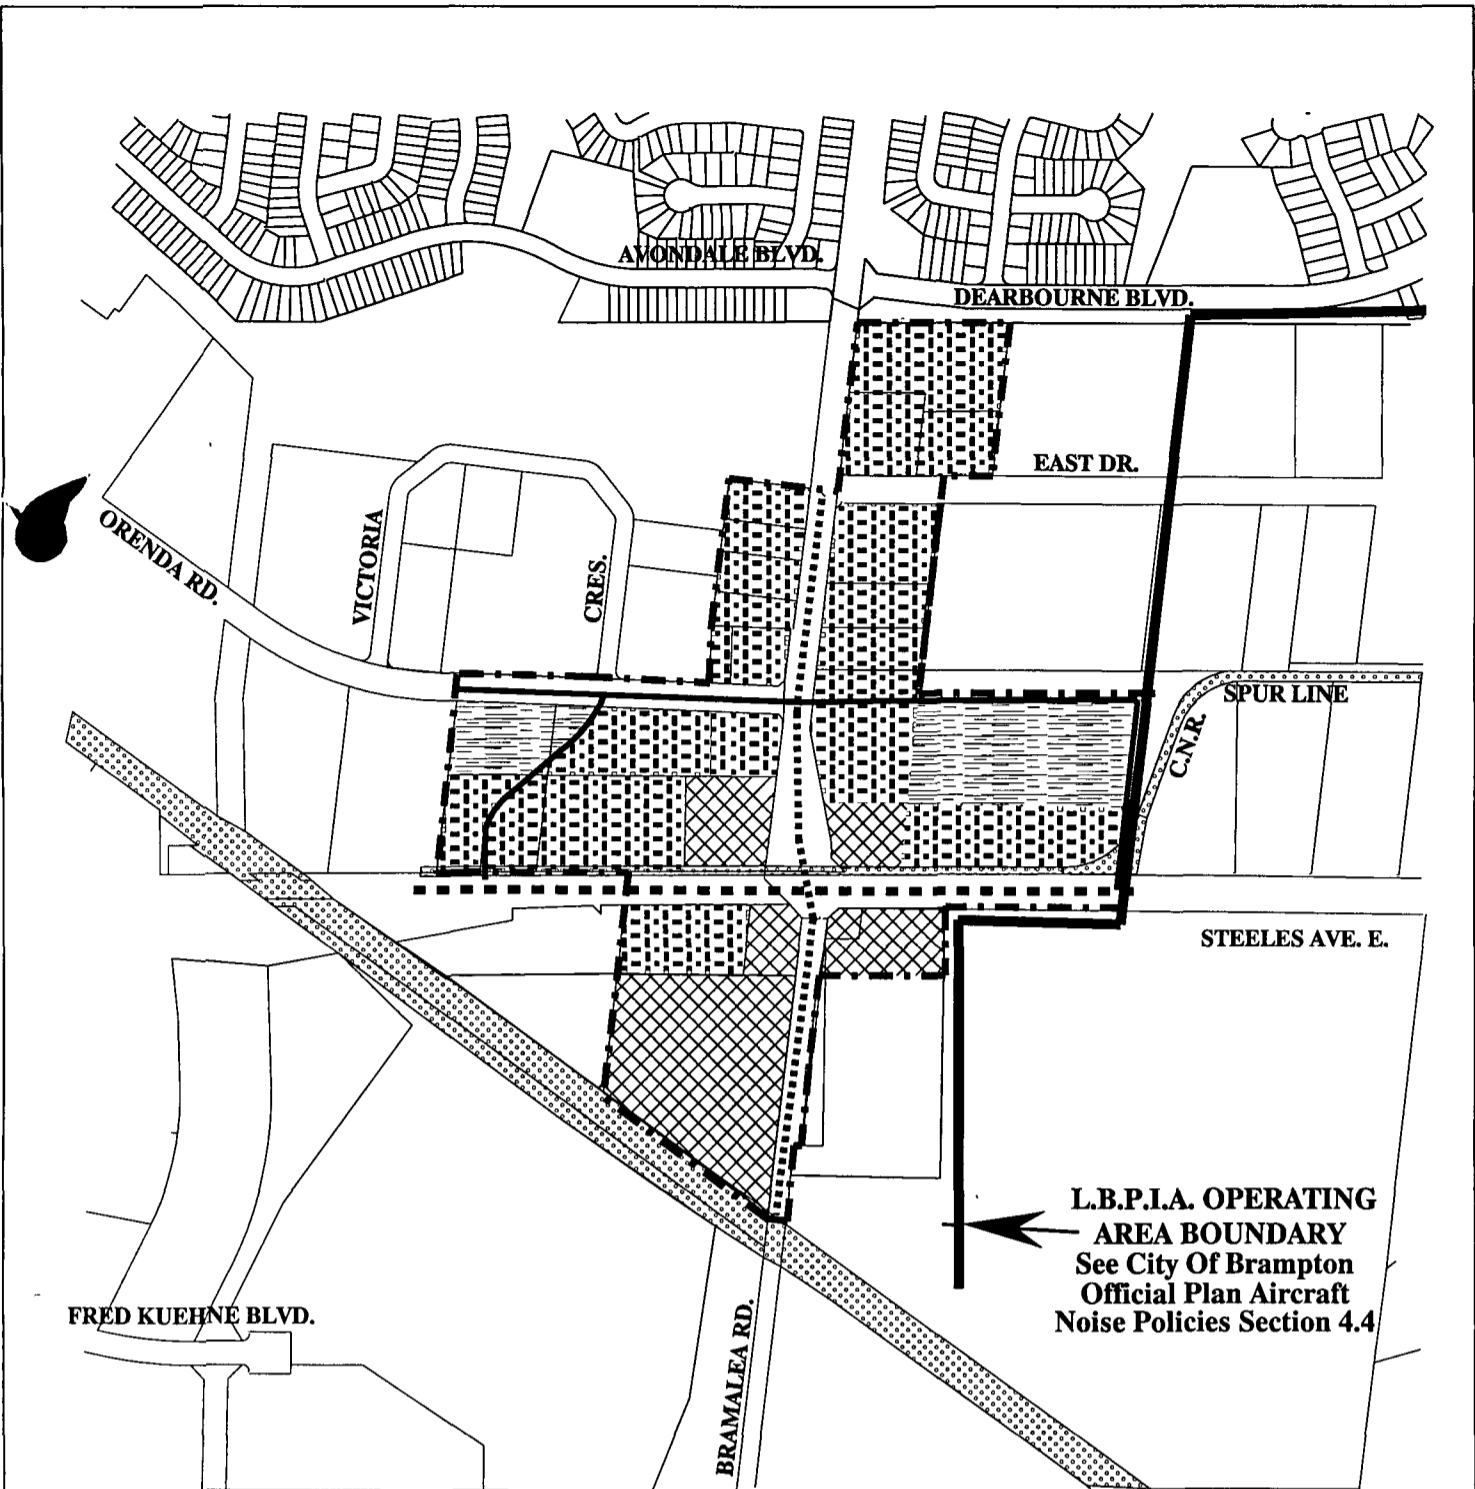 AVONDALE BLVD.
DEARBOURNE BLVD.
EAST DR.
ORENDA RD.
VICTORIA
CRES.
SPUR LINE
C.N.R.
STEELES AVE. E.
L.B.P.I.A. OPERATING
AREA BOUNDARY
See City Of Brampton
Official Plan Aircraft
Noise Policies Section 4.4
FRED KUEHNE BLVD.
BRAMALEA RD.